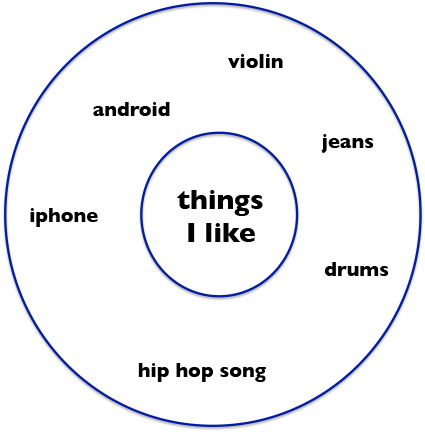 violin
android
jeans
things
I like
iphone
drums
hip hop song